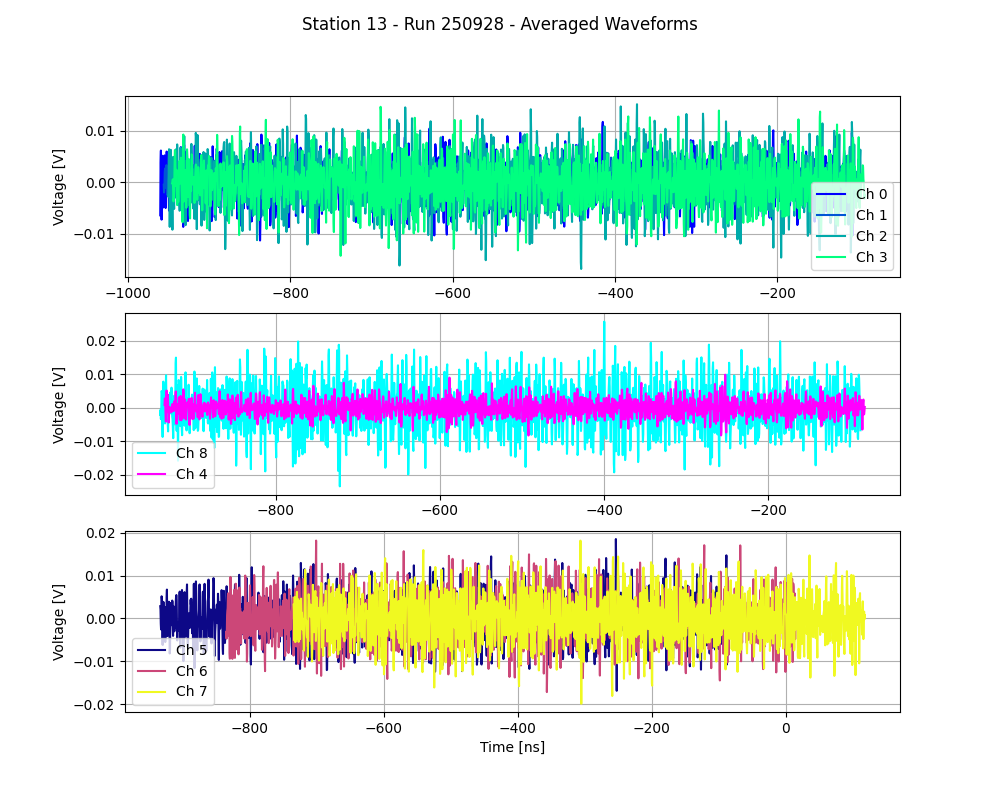 Station 13 - Run 250928 - Averaged Waveforms
0.01
0.00
−0.01
Voltage [V]
Ch 0
Ch 1
Ch 2
Ch 3
−1000 −800 −600 −400 −200
0.02
0.01
0.00
−0.01
−0.02
Voltage [V]
Ch 8
Ch 4
−800 −600 −400 −200
0.02
0.01
0.00
−0.01
−0.02
Voltage [V]
Ch 5
Ch 6
Ch 7
−800 −600 −400 −200 0
Time [ns]